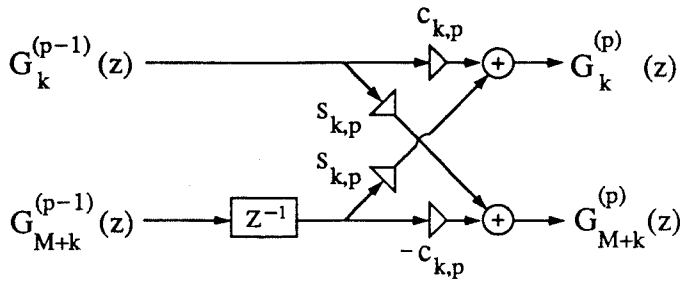 c_{k,p}
G_k^{(p-1)}(z)
+
G_k^{(p)} (z)
s_{k,p}
s_{k,p}
G_{M+k}^{(p-1)}(z)
Z^{-1}
+
G_{M+k}^{(p)}(z)
-c_{k,p}